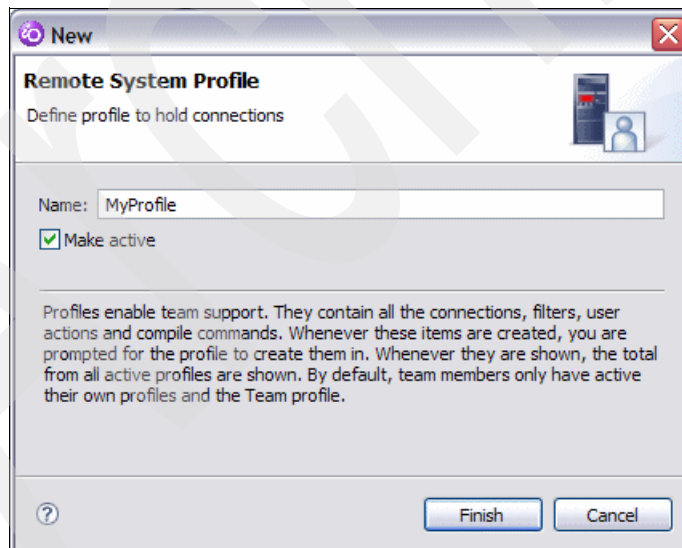 New
Remote System Profile
Define profile to hold connections
Name: MyProfile
Make active
Profiles enable team support. They contain all the connections, filters, user
actions and compile commands. Whenever these items are created, you are
prompted for the profile to create them in. Whenever they are shown, the total
from all active profiles are shown. By default, team members only have active
their own profiles and the Team profile.
?
Finish Cancel